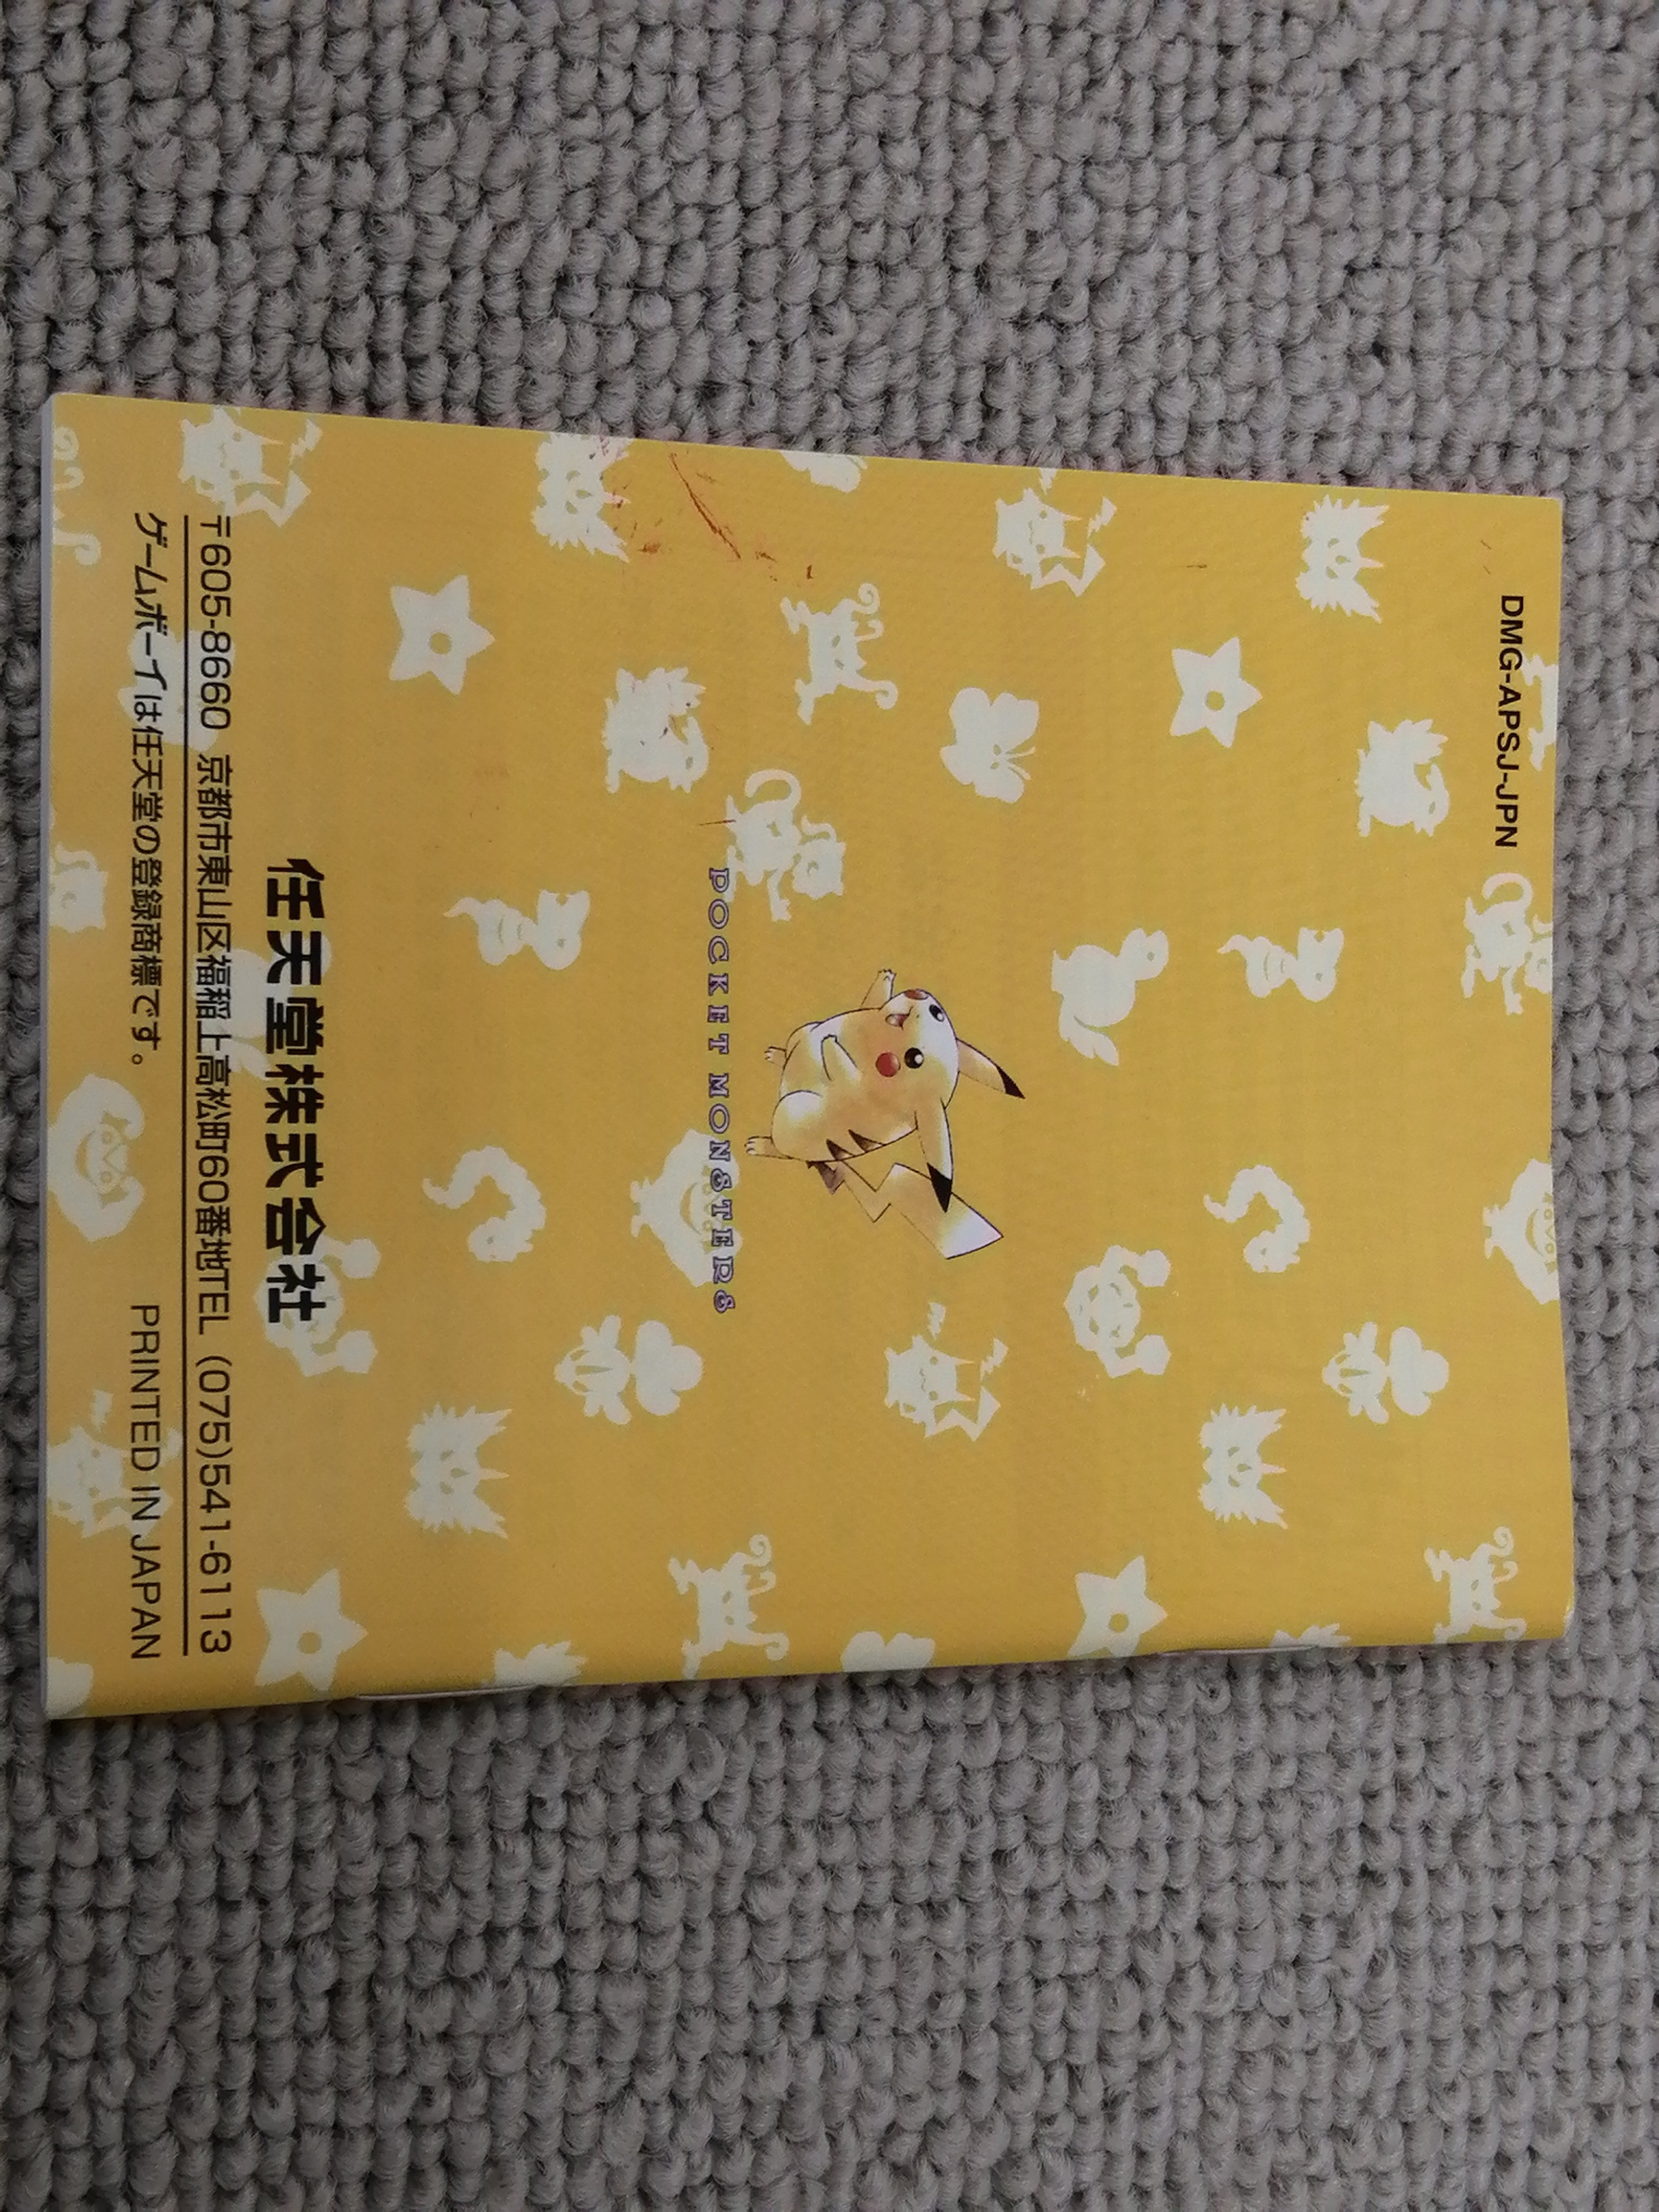 DMG-APSJ-JPN
POCKET MONSTERS
任天堂株式会社
〒605-8660 京都市東山区福稲上高松町60番地TEL (075)541-6113
ゲームボーイは任天堂の登録商標です。 PRINTED IN JAPAN